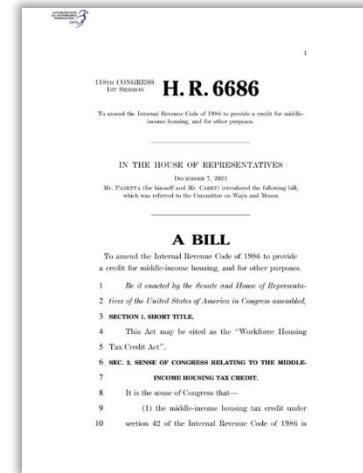 1
118TH CONGRESS
1ST SESSION
H. R. 6686
To amend the Internal Revenue Code of 1986 to provide a credit for middle-
income housing, and for other purposes.
IN THE HOUSE OF REPRESENTATIVES
DECEMBER 7, 2023
Mr. PANETTA (for himself and Mr. CAREY) introduced the following bill;
which was referred to the Committee on Ways and Means
A BILL
To amend the Internal Revenue Code of 1986 to provide
a credit for middle-income housing, and for other purposes.
1 Be it enacted by the Senate and House of Representa-
2 tives of the United States of America in Congress assembled,
3 SECTION 1. SHORT TITLE.
4 This Act may be cited as the “Workforce Housing
5 Tax Credit Act”.
6 SEC. 2. SENSE OF CONGRESS RELATING TO THE MIDDLE-
7 INCOME HOUSING TAX CREDIT.
8 It is the sense of Congress that—
9 (1) the middle-income housing tax credit under
10 section 42 of the Internal Revenue Code of 1986 is